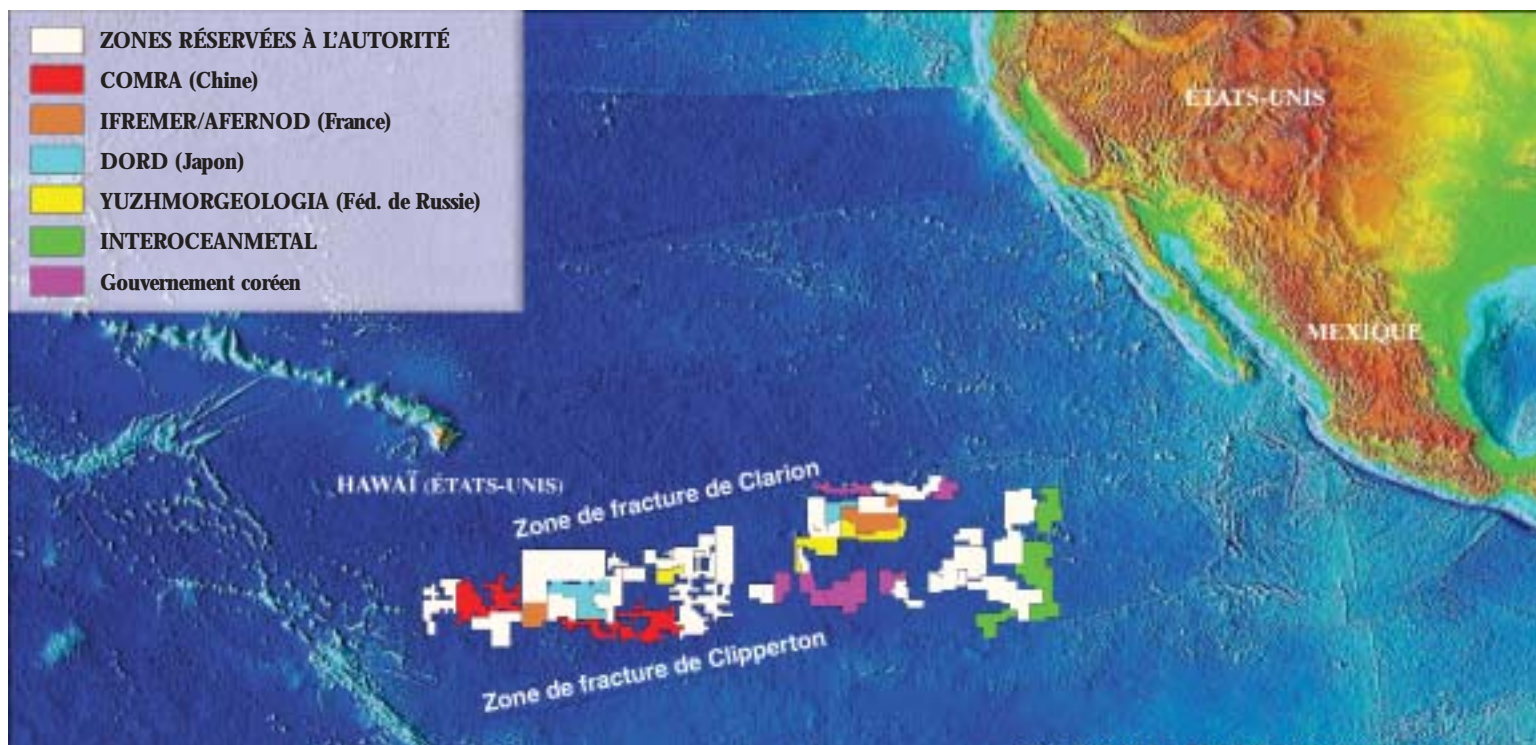 ZONES RÉSERVÉES À L'AUTORITÉ
COMRA (Chine)
IFREMER/AFERNOD (France)
DORD (Japon)
YUZHMORGEOLOGIA (Féd. de Russie)
INTEROCEANMETAL
Gouvernement coréen
ÉTATS-UNIS
MEXIQUE
HAWAÏ (ÉTATS-UNIS)
Zone de fracture de Clarion
Zone de fracture de Clipperton